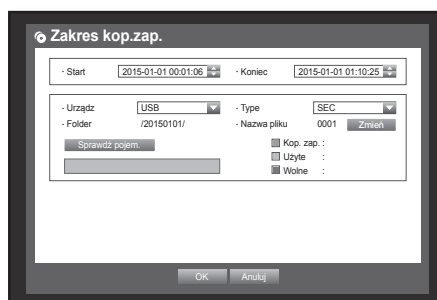 Zakres kop.zap.
· Start 2015-01-01 00:01:06 · Koniec 2015-01-01 01:10:25
· Urządz USB · Type SEC
· Folder /20150101/ · Nazwa pliku 0001 Zmień
Sprawdź pojem. Kop. zap. :
Użyte :
Wolne :
OK Anuluj